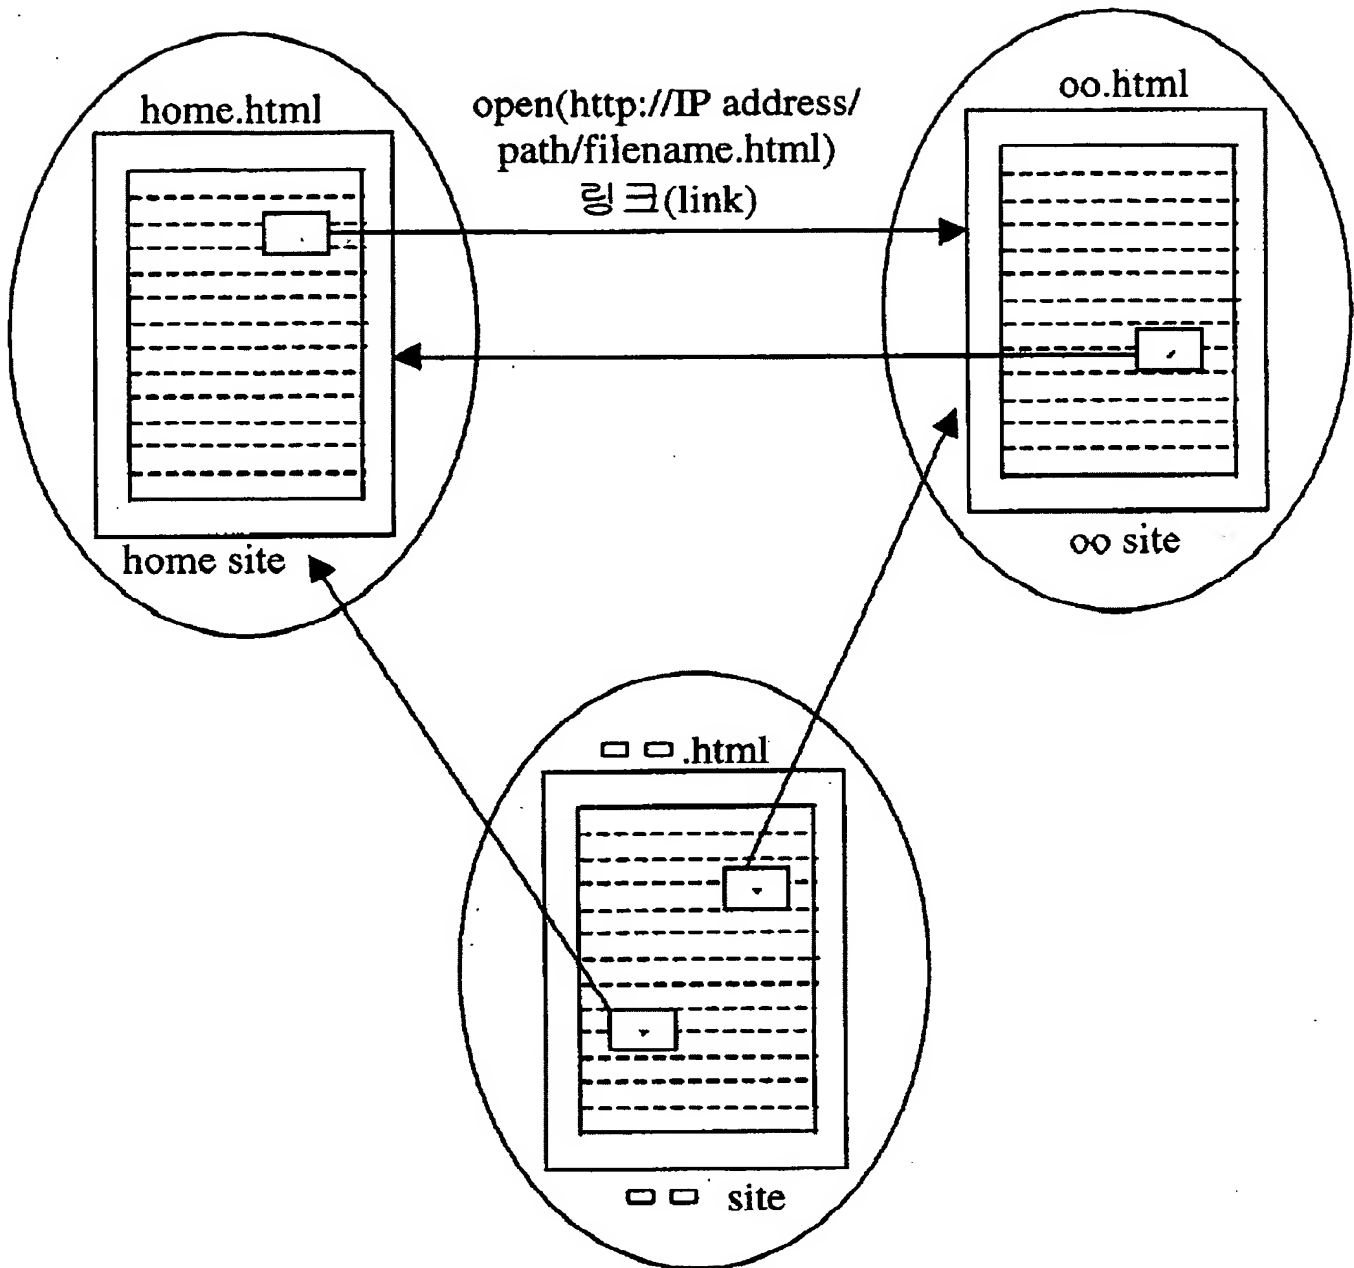 home.html
open(http://IP address/
path/filename.html)
링크(link)
oo.html
home site
oo site
□ □ .html
□ □ site